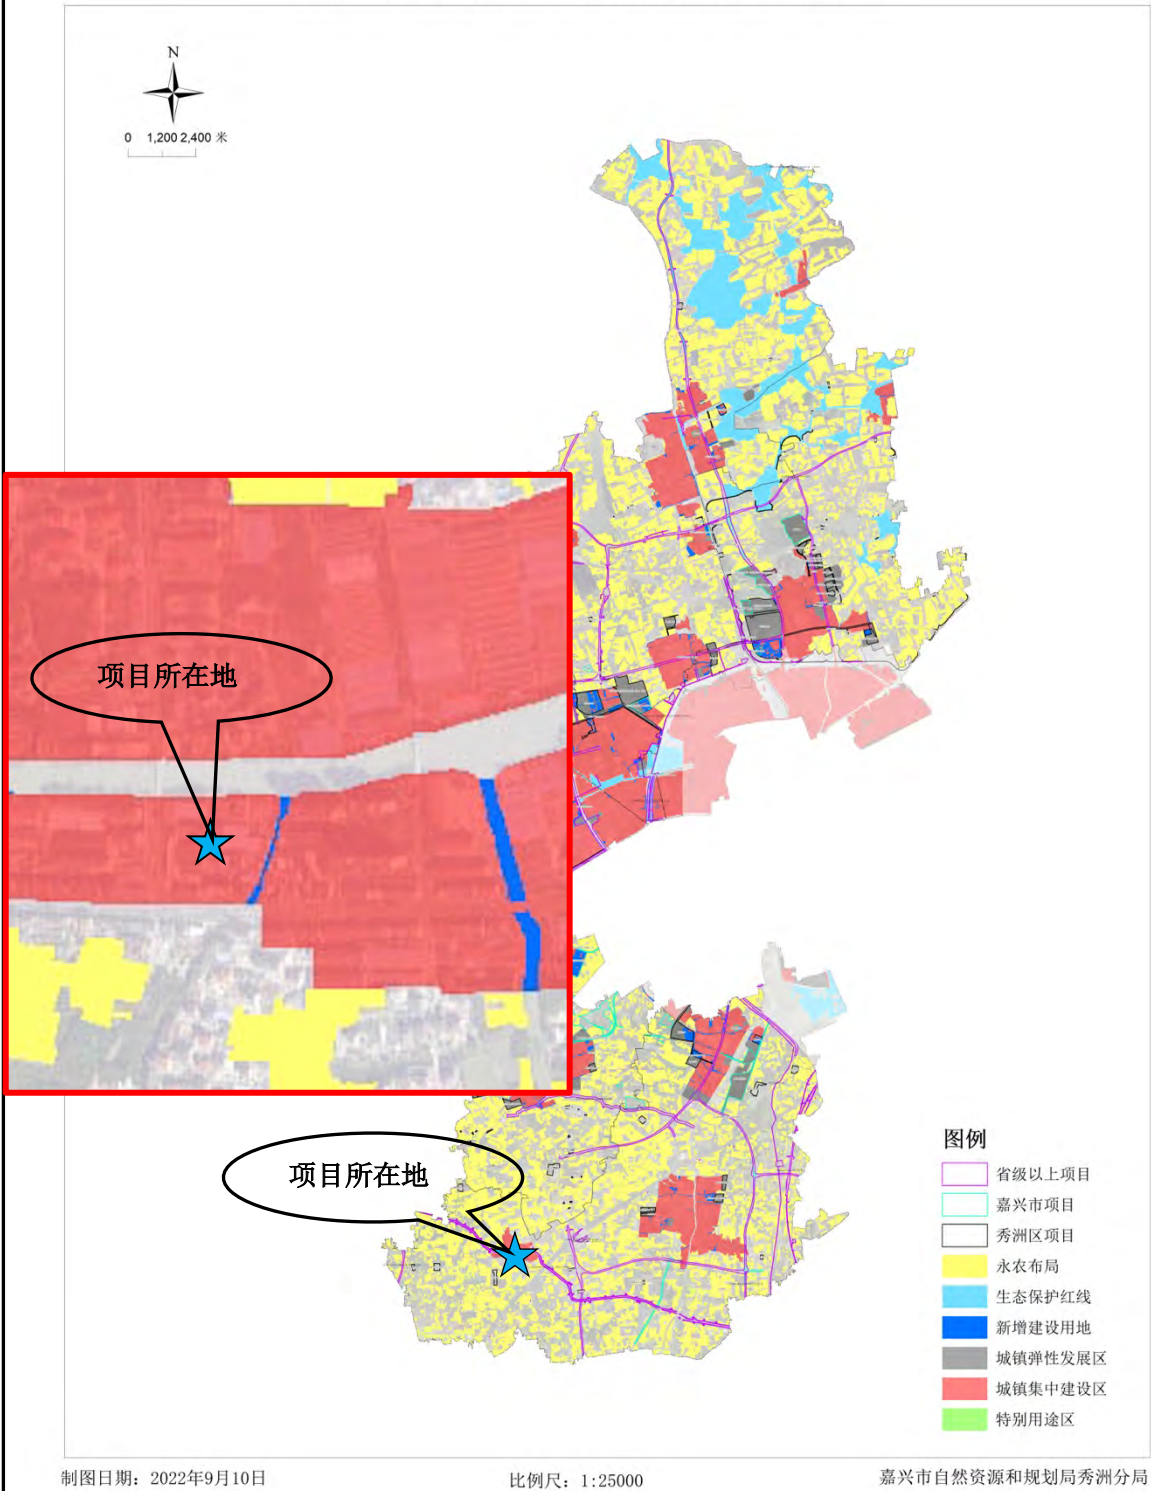 N
0 1,200 2,400 米
项目所在地
项目所在地
图例
省级以上项目
嘉兴市项目
秀洲区项目
永农布局
生态保护红线
新增建设用地
城镇弹性发展区
城镇集中建设区
特别用途区
制图日期：2022年9月10日
比例尺：1:25000
嘉兴市自然资源和规划局秀洲分局